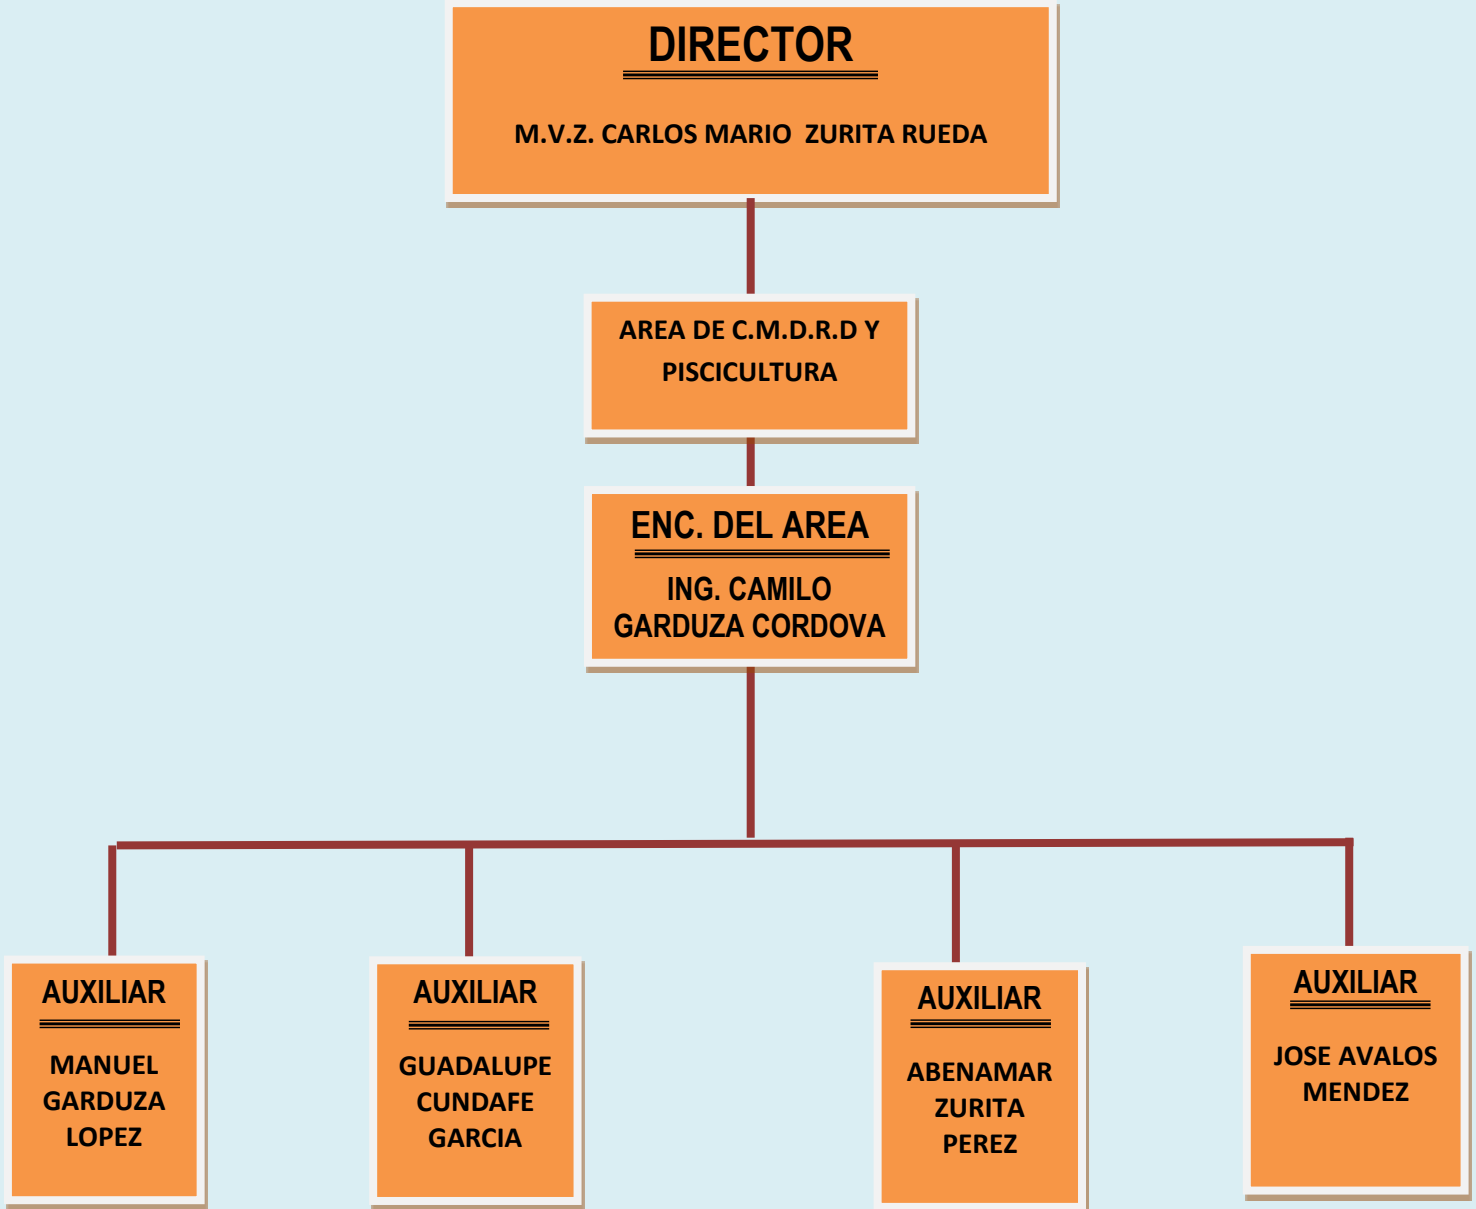 DIRECTOR
M.V.Z. CARLOS MARIO ZURITA RUEDA
AREA DE C.M.D.R.D Y
PISCICULTURA
ENC. DEL AREA
ING. CAMILO
GARDUZA CORDOVA
AUXILIAR
MANUEL
GARDUZA
LOPEZ
AUXILIAR
GUADALUPE
CUNDAFE
GARCIA
AUXILIAR
ABENAMAR
ZURITA
PEREZ
AUXILIAR
JOSE AVALOS
MENDEZ